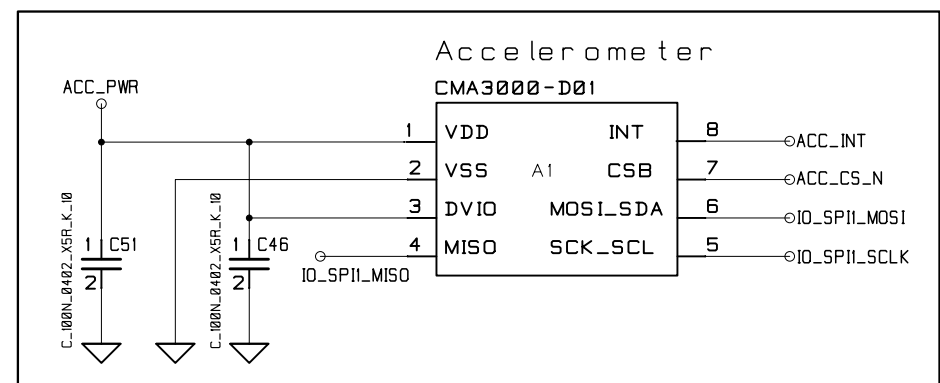 Accelerometer
CMA3000-D01
ACC_PWR
1 VDD INT 8 ACC_INT
2 VSS A1 CSB 7 ACC_CS_N
3 DVIO MOSI_SDA 6 IO_SPI1_MOSI
4 MISO SCK_SCL 5 IO_SPI1_SCLK
IO_SPI1_MISO
1 C51
2
C_100N_0402_X5R_K_10
1 C46
2
C_100N_0402_X5R_K_10